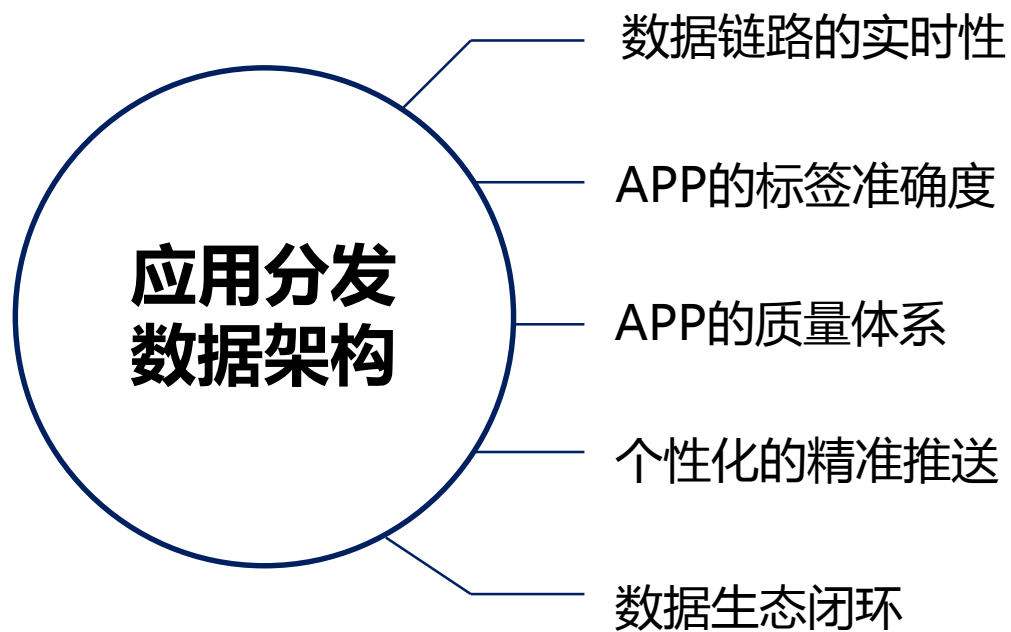 数据链路的实时性
APP的标签准确度
应用分发
数据架构
APP的质量体系
个性化的精准推送
数据生态闭环